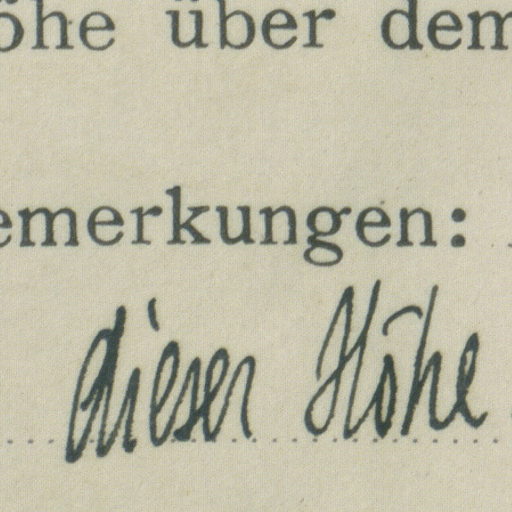 öhe über dem
emerkungen:
dieser Höhe